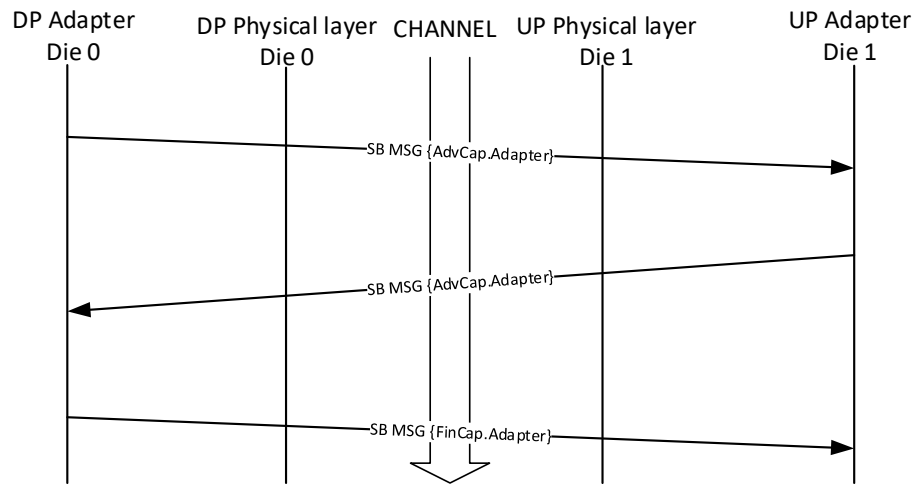 DP Adapter
Die 0
DP Physical layer
Die 0
CHANNEL
UP Physical layer
Die 1
UP Adapter
Die 1
SB MSG {AdvCap.Adapter}
SB MSG {AdvCap.Adapter}
SB MSG {FinCap.Adapter}